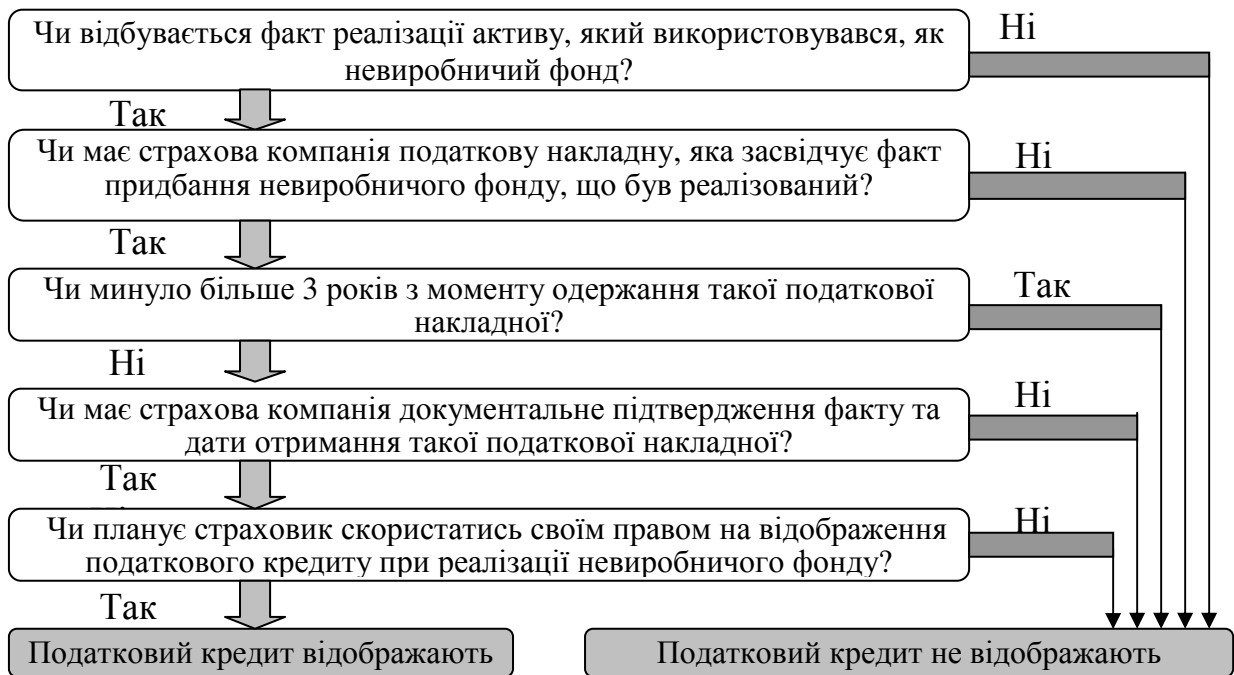 Чи відбувається факт реалізації активу, який використовувався, як
невиробничий фонд?
Ні
Так
Чи має страхова компанія податкову накладну, яка засвідчує факт
придбання невиробничого фонду, що був реалізований?
Ні
Так
Чи минуло більше 3 років з моменту одержання такої податкової
накладної?
Так
Ні
Чи має страхова компанія документальне підтвердження факту та
дати отримання такої податкової накладної?
Ні
Так
Чи планує страховик скористатись своїм правом на відображення
податкового кредиту при реалізації невиробничого фонду?
Ні
Так
Податковий кредит відображають
Податковий кредит не відображають